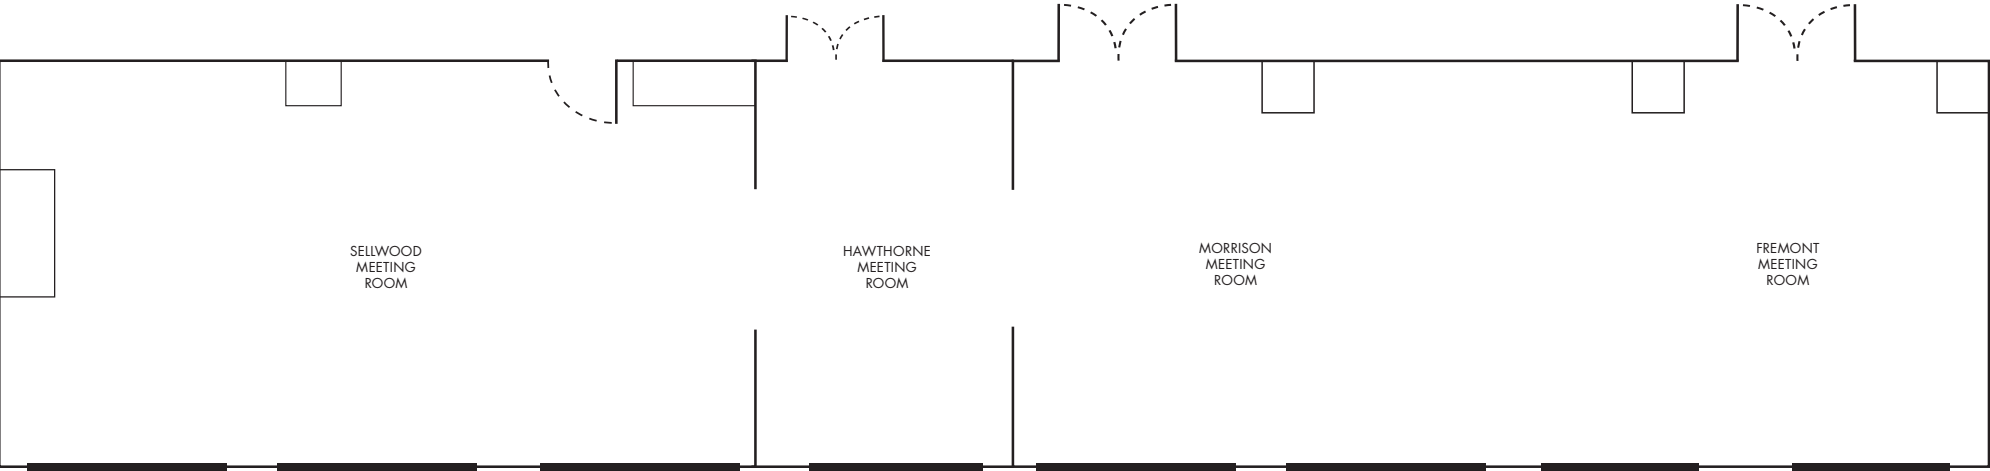 SELLWOOD
MEETING
ROOM
HAWTHORNE
MEETING
ROOM
MORRISON
MEETING
ROOM
FREMONT
MEETING
ROOM